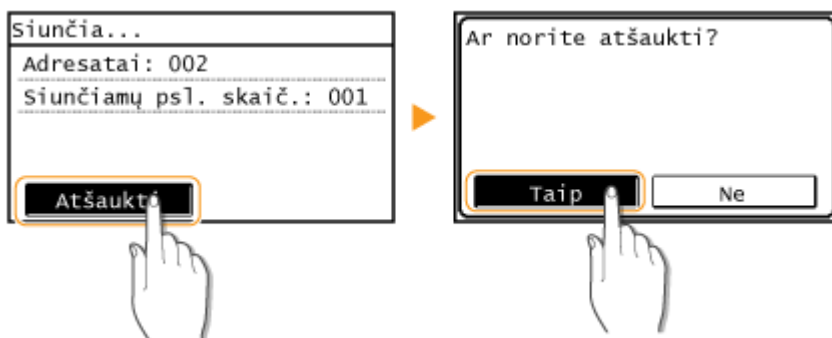 Siunčia...
Adresatai: 002
Siunčiamų psl. skaič.: 001
Atšaukti
Ar norite atšaukti?
Taip
Ne